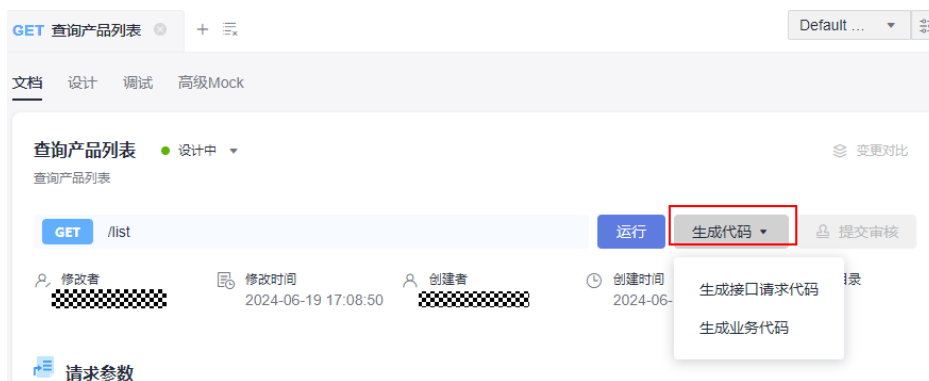 GET 查询产品列表
Default ...
文档 设计 调试 高级Mock
查询产品列表 设计中 变更对比
查询产品列表
GET /list 运行 生成代码 提交审核
修改者 修改时间 创建者 创建时间 录
2024-06-19 17:08:50 2024-06-
生成接口请求代码
生成业务代码
请求参数